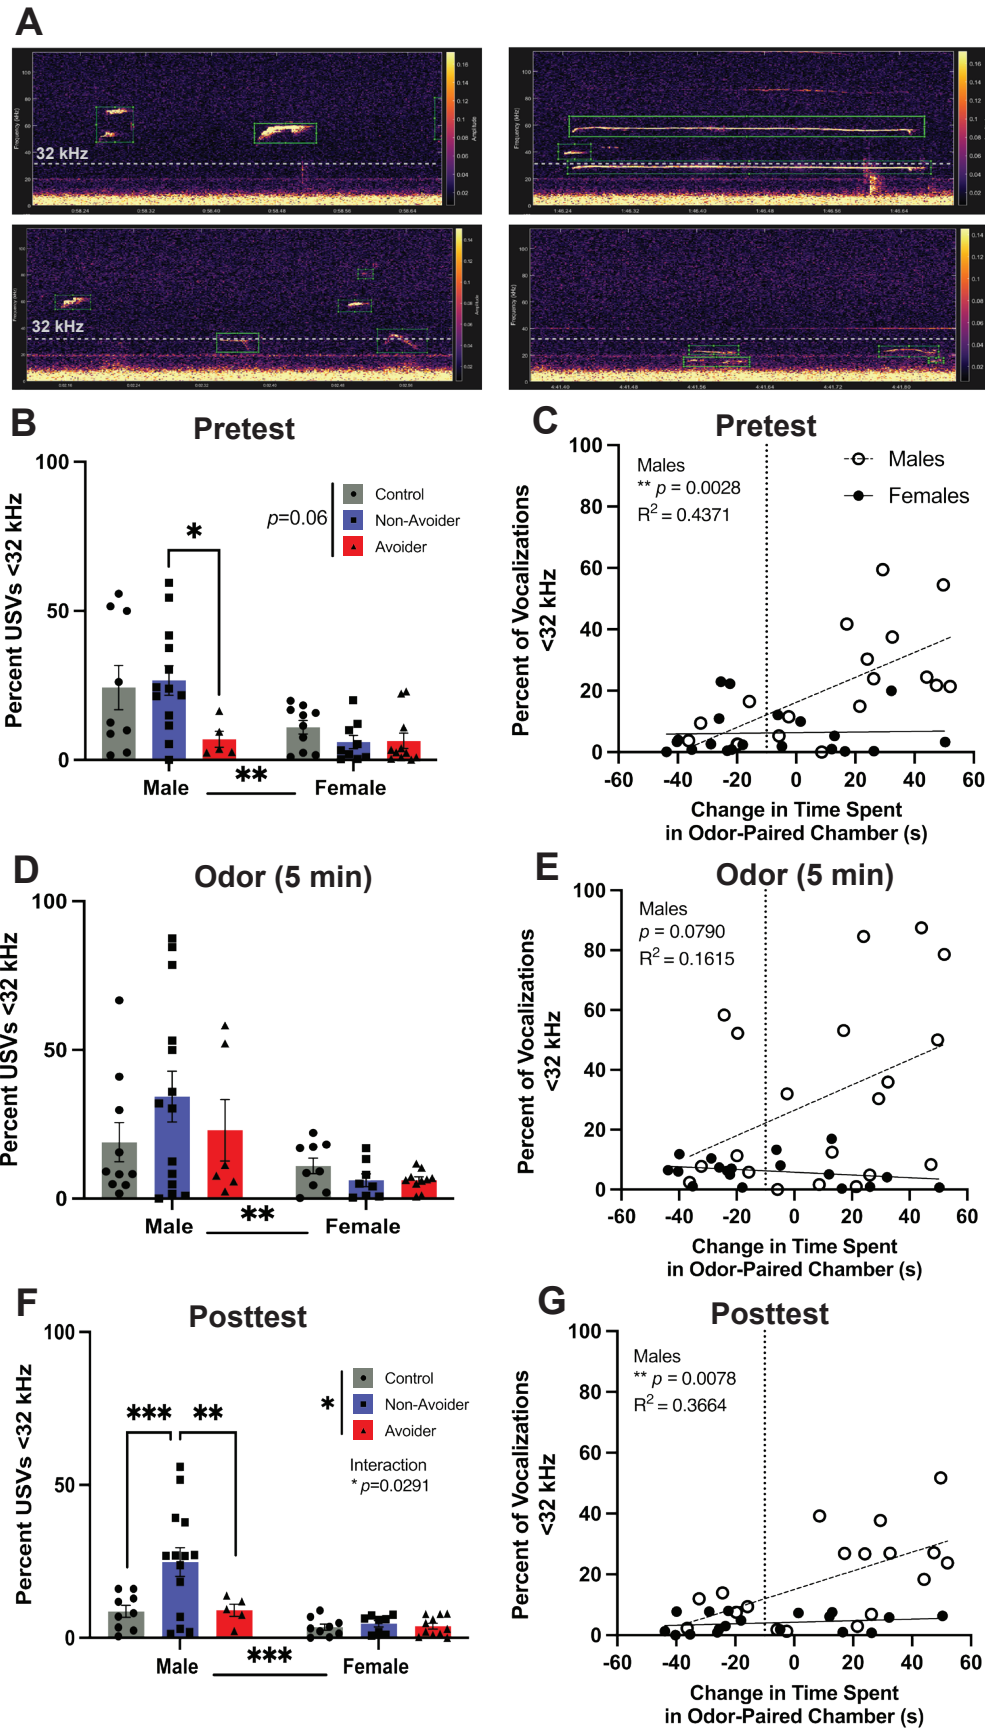 A
32 kHz
32 kHz
Frequency (kHz)
Amplitude
B
Pretest
Percent USVs <32 kHz
100
50
0
*
p=0.06
Control
Non-Avoider
Avoider
**
Male
Female
C
Pretest
Percent of Vocalizations
<32 kHz
100
80
60
40
20
0
Males
** p = 0.0028
R2 = 0.4371
Males
Females
-60 -40 -20 0 20 40 60
Change in Time Spent
in Odor-Paired Chamber (s)
D
Odor (5 min)
Percent USVs <32 kHz
100
50
0
**
Male
Female
E
Odor (5 min)
Percent of Vocalizations
<32 kHz
100
80
60
40
20
0
Males
p = 0.0790
R2 = 0.1615
-60 -40 -20 0 20 40 60
Change in Time Spent
in Odor-Paired Chamber (s)
F
Posttest
Percent USVs <32 kHz
100
50
0
*** **
*
Control
Non-Avoider
Avoider
Interaction
* p=0.0291
***
Male
Female
G
Posttest
Percent of Vocalizations
<32 kHz
100
80
60
40
20
0
Males
** p = 0.0078
R2 = 0.3664
-60 -40 -20 0 20 40 60
Change in Time Spent
in Odor-Paired Chamber (s)